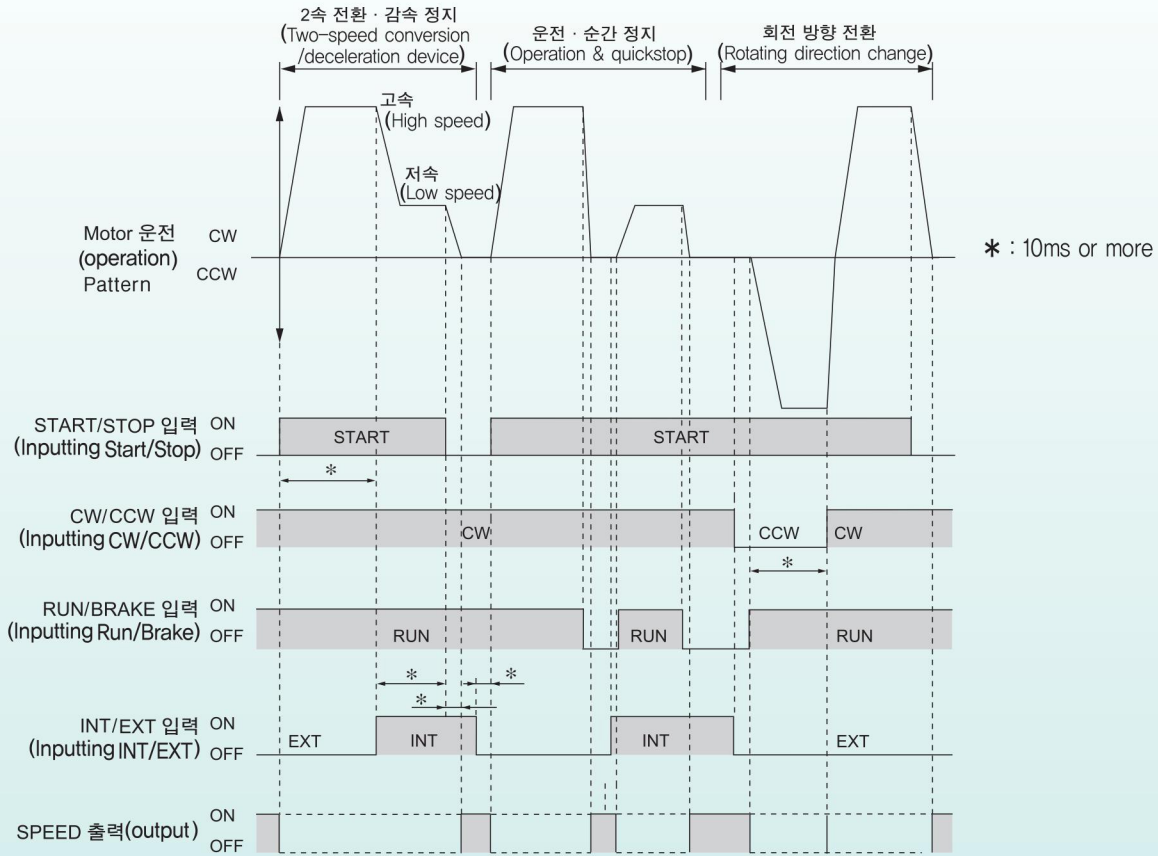 2속 전환 · 감속 정지
(Two-speed conversion
/deceleration device)
운전 · 순간 정지
(Operation & quickstop)
회전 방향 전환
(Rotating direction change)
고속
(High speed)
저속
(Low speed)
Motor 운전
(operation)
Pattern
CW
CCW
* : 10ms or more
START/STOP 입력
(Inputting Start/Stop)
ON
OFF
START
START
*
CW/CCW 입력
(Inputting CW/CCW)
ON
OFF
CW
CCW
CW
*
RUN/BRAKE 입력
(Inputting Run/Brake)
ON
OFF
RUN
RUN
RUN
*
*
*
INT/EXT 입력
(Inputting INT/EXT)
ON
OFF
EXT
INT
INT
EXT
SPEED 출력(output)
ON
OFF